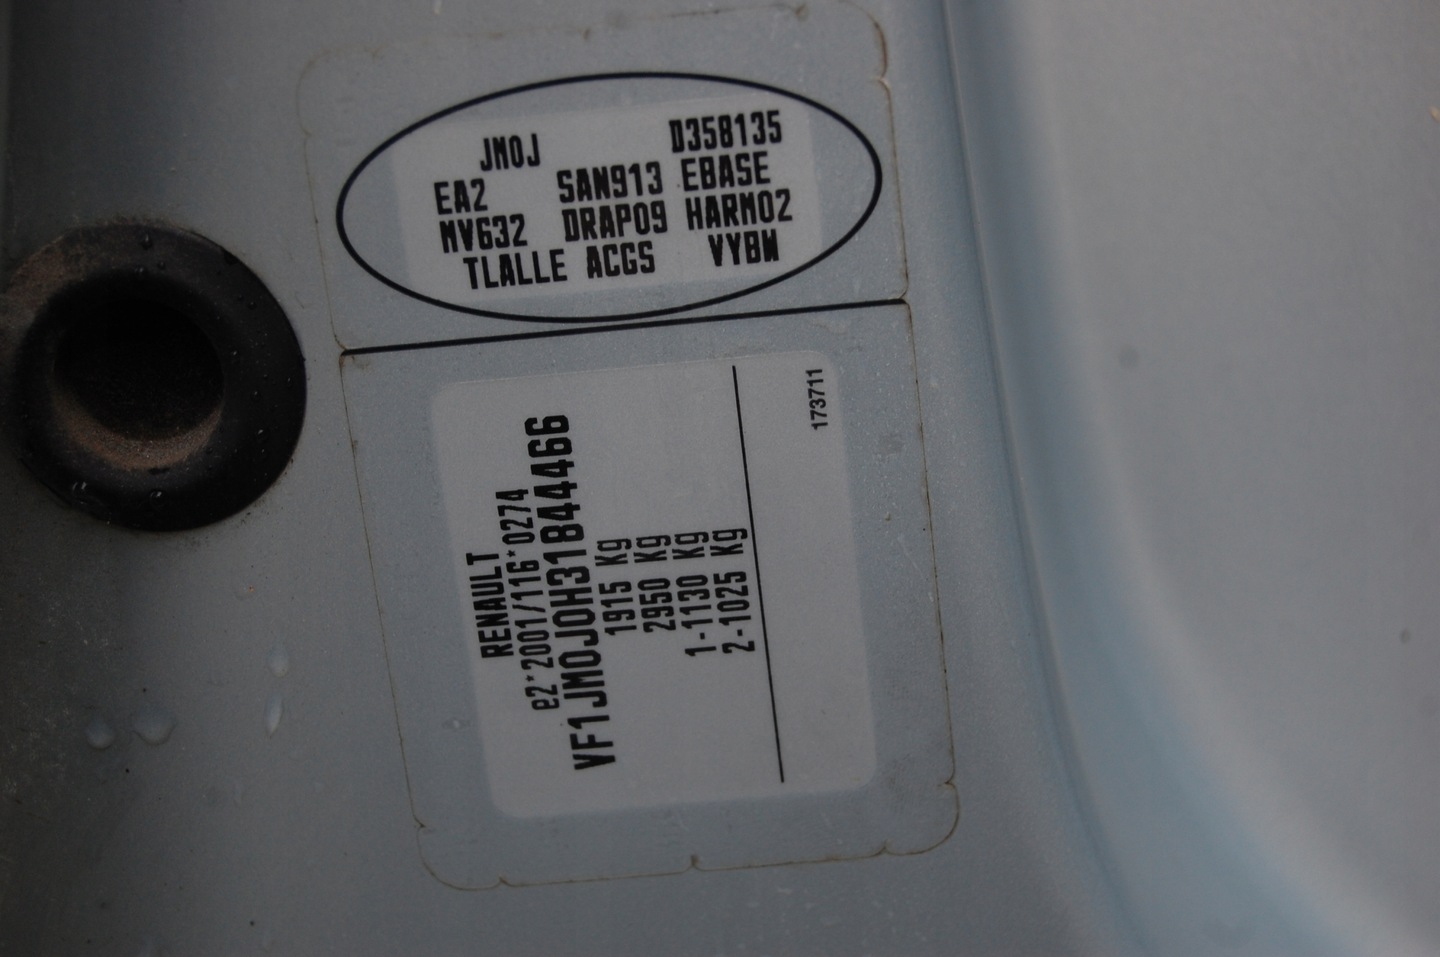 JM0J D358135
EA2 SAN913 EBASE
MV632 DRAP09 HARM02
TLALLE ACGS VYBW
RENAULT
e2*2001/116*0274
VF1JM0J0H31844466
1915 Kg
2950 Kg
1-1130 Kg
2-1025 Kg
173711